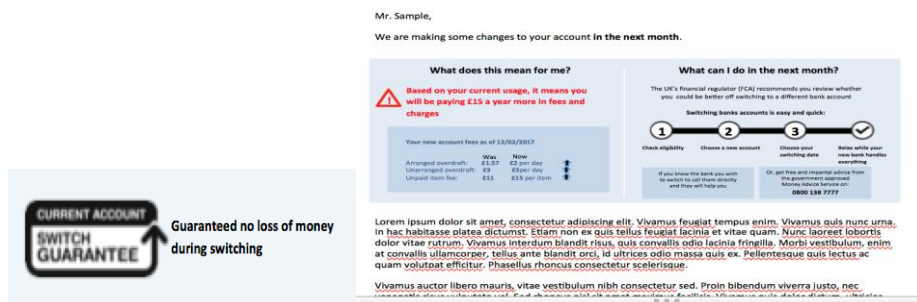 Mr. Sample,
We are making some changes to your account in the next month.
What does this mean for me?
Based on your current usage, it means you
will be paying £15 a year more in fees and
charges
Your new account fees as of 12/02/2017
Was Now
Arranged overdraft: £1.57 £2 per day
Unarranged overdraft: £3 £5per day
Unpaid item fee: £11 £15 per item
What can I do in the next month?
The UK's financial regulator (FCA) recommends you review whether
you could be better off switching to a different bank account
Switching banks accounts is easy and quick:
1 2 3
Check eligibility Choose a new account Choose your
switching date Relax while your
new bank handles
everything
If you know the bank you wish
to switch to call them directly
and they will help you
Or, get free and impartial advice from
the government approved
Money Advice Service on:
0800 138 7777
CURRENT ACCOUNT
SWITCH
GUARANTEE
Guaranteed no loss of money
during switching
Lorem ipsum dolor sit amet, consectetur adipiscing elit. Vivamus feugiat tempus enim. Vivamus quis nunc urna.
In hac habitasse platea dictumst. Etiam non ex quis tellus feugiat lacinia et vitae quam. Nunc laoreet lobortis
dolor vitae rutrum. Vivamus interdum blandit risus, quis convallis odio lacinia fringilla. Morbi vestibulum, enim
at convallis ullamcorper, tellus ante blandit orci, id ultrices odio massa quis ex. Pellentesque quis lectus ac
quam volutpat efficitur. Phasellus rhoncus consectetur scelerisque.
Vivamus auctor libero mauris, vitae vestibulum nibh consectetur sed. Proin bibendum viverra justo, nec